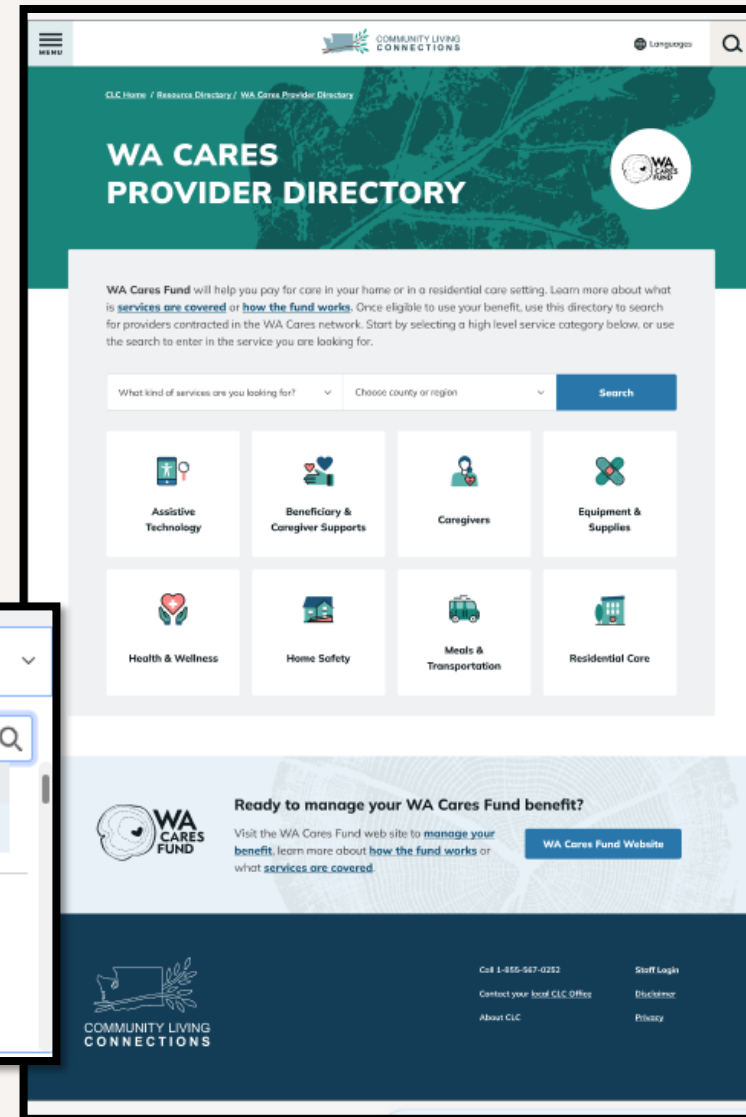 MENU
COMMUNITY LIVING
CONNECTIONS
Languages
CLC Home / Resource Directory / WA Cares Provider Directory
WA CARES
PROVIDER DIRECTORY
WA
CARES
FUND
WA Cares Fund will help you pay for care in your home or in a residential care setting. Learn more about what
is services are covered or how the fund works. Once eligible to use your benefit, use this directory to search
for providers contracted in the WA Cares network. Start by selecting a high level service category below, or use
the search to enter in the service you are looking for.
What kind of services are you looking for?
Choose county or region
Search
Assistive
Technology
Beneficiary &
Caregiver Supports
Caregivers
Equipment &
Supplies
Health & Wellness
Home Safety
Meals &
Transportation
Residential Care
WA
CARES
FUND
Ready to manage your WA Cares Fund benefit?
Visit the WA Cares Fund web site to manage your
benefit, learn more about how the fund works or
what services are covered.
WA Cares Fund Website
COMMUNITY LIVING
CONNECTIONS
Call 1-855-567-0252
Contact your local CLC Office
About CLC
Staff Login
Disclaimer
Privacy